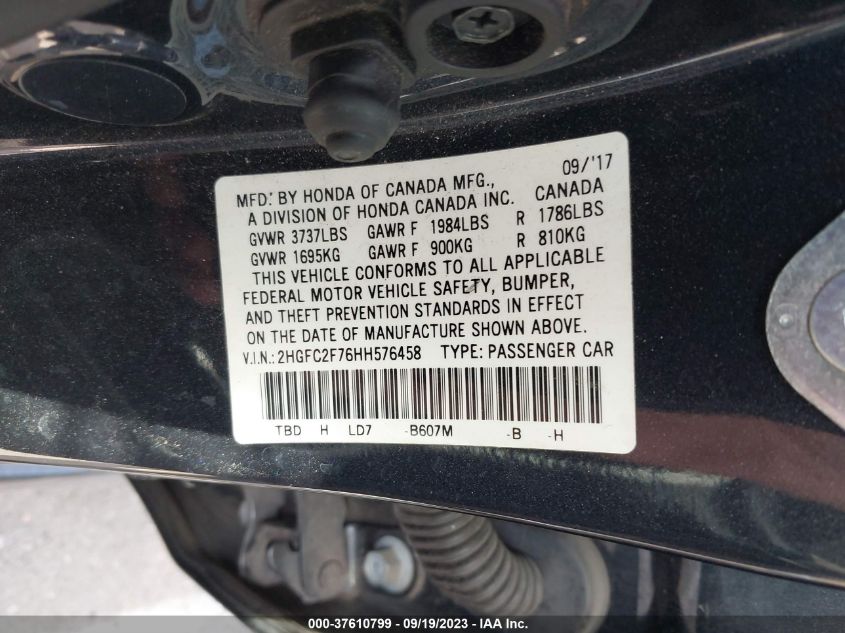 09/'17
MFD. BY HONDA OF CANADA MFG.,
A DIVISION OF HONDA CANADA INC. CANADA
GVWR 3737LBS GAWR F 1984LBS R 1786LBS
GVWR 1695KG GAWR F 900KG R 810KG
THIS VEHICLE CONFORMS TO ALL APPLICABLE
FEDERAL MOTOR VEHICLE SAFETY, BUMPER,
AND THEFT PREVENTION STANDARDS IN EFFECT
ON THE DATE OF MANUFACTURE SHOWN ABOVE.
V.I.N.:2HGFC2F76HH576458 TYPE: PASSENGER CAR
TBD H LD7 -B607M -B -H
000-37610799 - 09/19/2023 - IAA Inc.